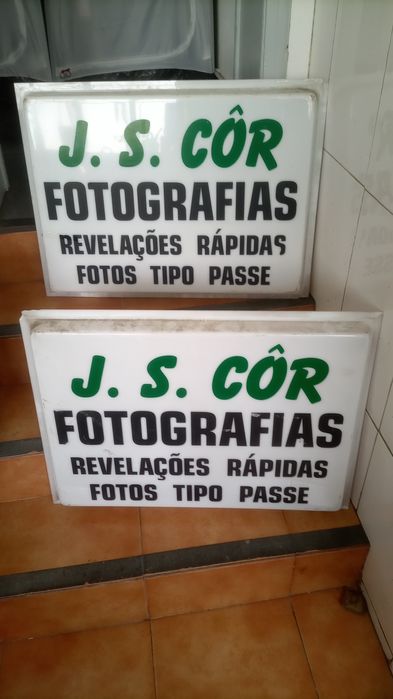 J. S. CÔR
FOTOGRAFIAS
REVELAÇÕES RÁPIDAS
FOTOS TIPO PASSE
J. S. CÔR
FOTOGRAFIAS
REVELAÇÕES RÁPIDAS
FOTOS TIPO PASSE